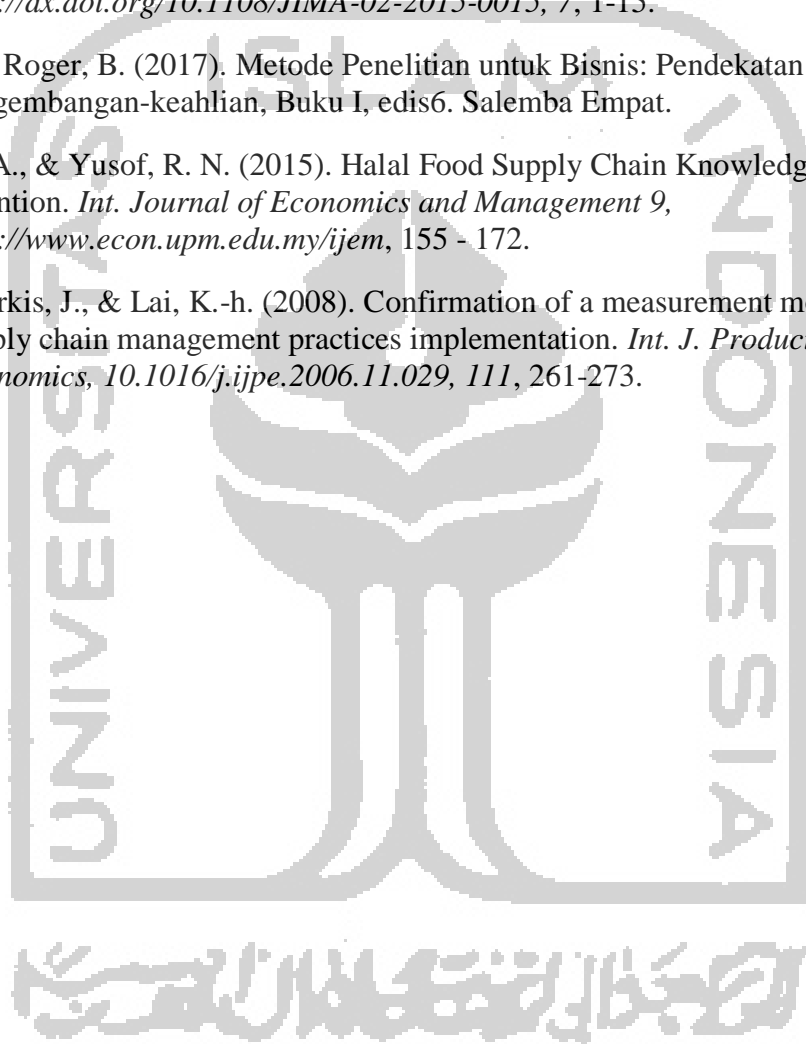 ://dx.doi.org/10.1108/JIMA-02-2015-0015, 7,
Roger, B. (2017). Metode Penelitian untuk Bisnis: Pendekatan
gembangan-keahlian, Buku I, edis6. Salemba Empat.
A., & Yusof, R. N. (2015). Halal Food Supply Chain Knowledg
ntion. Int. Journal of Economics and Management 9,
://www.econ.upm.edu.my/ijem, 155 - 172.
rkis, J., & Lai, K.-h. (2008). Confirmation of a measurement m
ply chain management practices implementation. Int. J. Produc
nomics, 10.1016/j.ijpe.2006.11.029, 111, 261-273.
ISLAM
UNIVERSITAS
INDONESIA